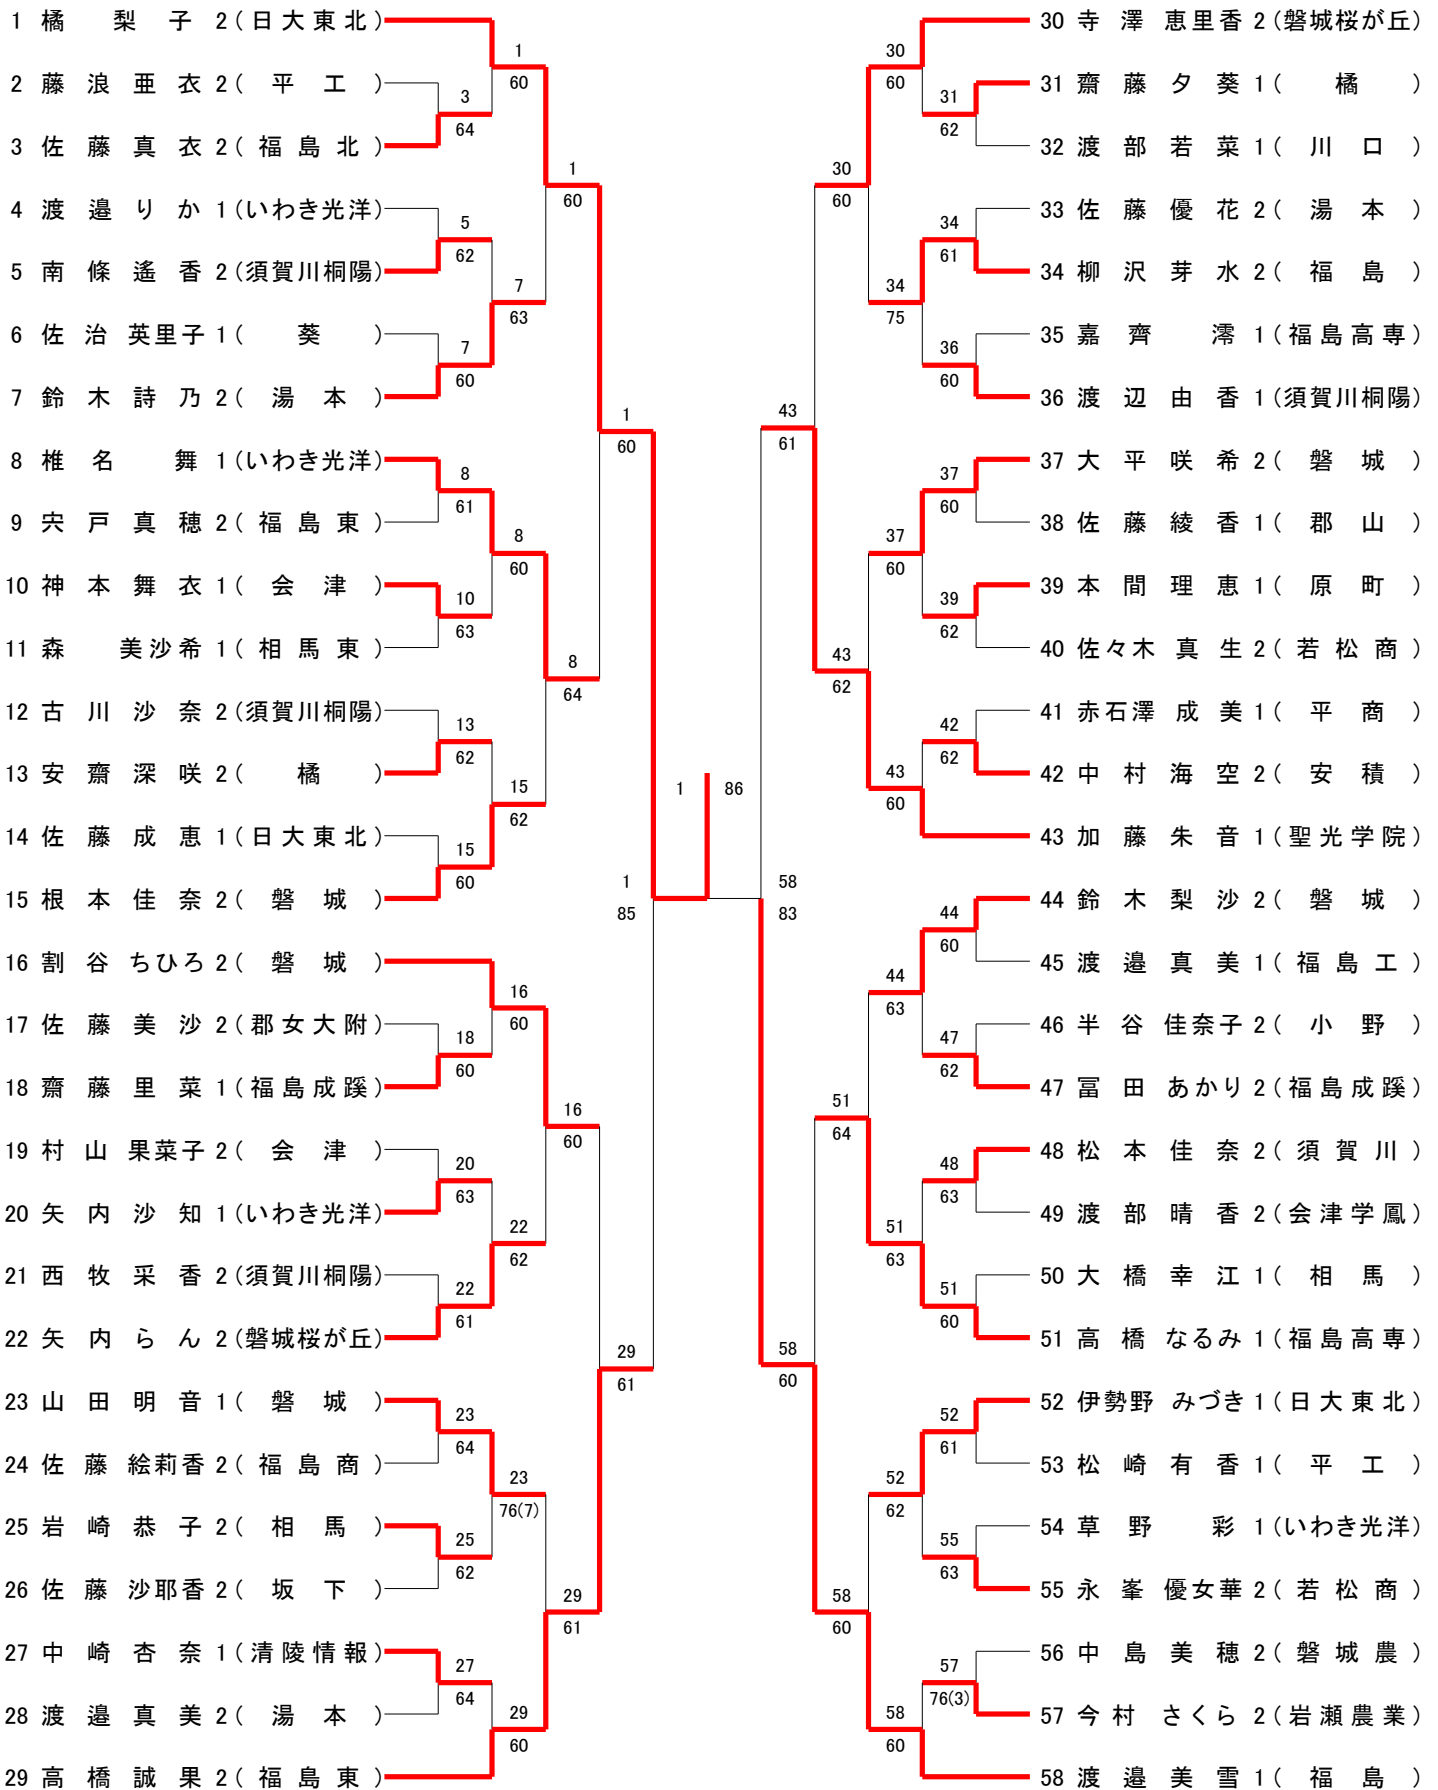 1 橘 梨 子 2 (日大東北)
2 藤 浪 亜 衣 2 ( 平 工 )
3 佐 藤 真 衣 2 ( 福 島 北 )
4 渡 邉 り か 1 (いわき光洋)
5 南 條 遙 香 2 (須賀川桐陽)
6 佐 治 英里子 1 ( 葵 )
7 鈴 木 詩 乃 2 ( 湯 本 )
8 椎 名 舞 1 (いわき光洋)
9 宍 戸 真 穂 2 ( 福 島 東 )
10 神 本 舞 衣 1 ( 会 津 )
11 森 美沙希 1 ( 相 馬 東 )
12 古 川 沙 奈 2 (須賀川桐陽)
13 安 齋 深 咲 2 ( 橘 )
14 佐 藤 成 恵 1 (日大東北)
15 根 本 佳 奈 2 ( 磐 城 )
16 割 谷 ちひろ 2 ( 磐 城 )
17 佐 藤 美 沙 2 (郡女大附)
18 齋 藤 里 菜 1 (福島成蹊)
19 村 山 果菜子 2 ( 会 津 )
20 矢 内 沙 知 1 (いわき光洋)
21 西 牧 采 香 2 (須賀川桐陽)
22 矢 内 ら ん 2 (磐城桜が丘)
23 山 田 明 音 1 ( 磐 城 )
24 佐 藤 絵莉香 2 ( 福 島 商 )
25 岩 崎 恭 子 2 ( 相 馬 )
26 佐 藤 沙耶香 2 ( 坂 下 )
27 中 崎 杏 奈 1 (清陵情報)
28 渡 邉 真 美 2 ( 湯 本 )
29 高 橋 誠 果 2 ( 福 島 東 )
3
64
5
62
7
60
8
61
10
63
13
62
15
60
18
60
20
63
22
61
23
64
25
62
27
64
1
60
7
63
8
60
15
62
16
60
22
62
23
76(7)
29
60
1
60
8
64
16
60
29
61
1
60
29
61
1
85
1
86
58
83
43
61
58
60
30
60
43
62
51
64
58
60
30
60
34
75
37
60
43
60
44
63
51
63
52
62
58
60
31
62
34
61
36
60
37
60
39
62
42
62
44
60
47
62
48
63
51
60
52
61
55
63
57
76(3)
30 寺 澤 恵里香 2 (磐城桜が丘)
31 齋 藤 夕 葵 1 ( 橘 )
32 渡 部 若 菜 1 ( 川 口 )
33 佐 藤 優 花 2 ( 湯 本 )
34 柳 沢 芽 水 2 ( 福 島 )
35 嘉 齊 澪 1 (福島高専)
36 渡 辺 由 香 1 (須賀川桐陽)
37 大 平 咲 希 2 ( 磐 城 )
38 佐 藤 綾 香 1 ( 郡 山 )
39 本 間 理 恵 1 ( 原 町 )
40 佐々木 真 生 2 ( 若 松 商 )
41 赤石澤 成 美 1 ( 平 商 )
42 中 村 海 空 2 ( 安 積 )
43 加 藤 朱 音 1 (聖光学院)
44 鈴 木 梨 沙 2 ( 磐 城 )
45 渡 邉 真 美 1 ( 福 島 工 )
46 半 谷 佳奈子 2 ( 小 野 )
47 冨 田 あかり 2 (福島成蹊)
48 松 本 佳 奈 2 ( 須 賀 川 )
49 渡 部 晴 香 2 (会津学鳳)
50 大 橋 幸 江 1 ( 相 馬 )
51 高 橋 なるみ 1 (福島高専)
52 伊勢野 みづき 1 (日大東北)
53 松 崎 有 香 1 ( 平 工 )
54 草 野 彩 1 (いわき光洋)
55 永 峯 優女華 2 ( 若 松 商 )
56 中 島 美 穂 2 ( 磐 城 農 )
57 今 村 さくら 2 (岩瀬農業)
58 渡 邉 美 雪 1 ( 福 島 )